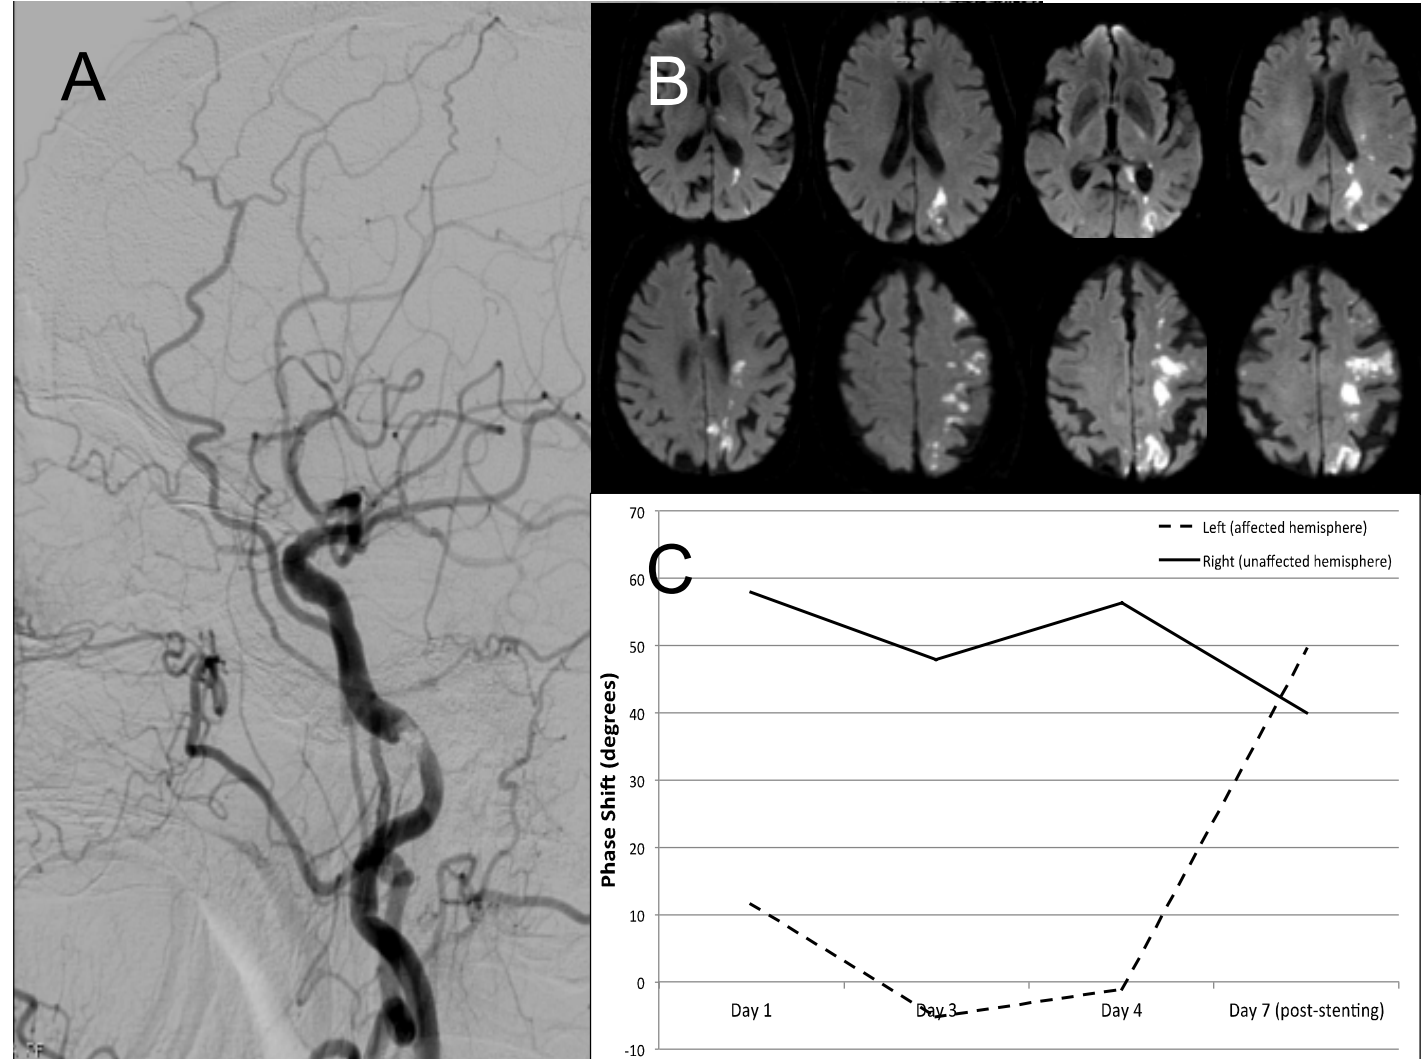 A
B
C
70
60
50
40
30
20
10
0
-10
Phase Shift (degrees)
Left (affected hemisphere)
Right (unaffected hemisphere)
Day 1
Day 3
Day 4
Day 7 (post-stenting)